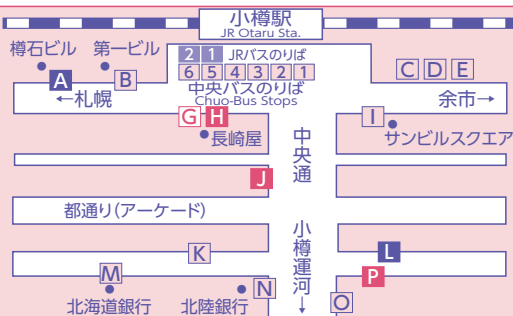 小樽駅
JR Otaru Sta.
樽石ビル
第一ビル
2 1 JRバスのりば
6 5 4 3 2 1
中央バスのりば
Chuo-Bus Stops
A
B
C D E
←札幌
余市→
G H
I
長崎屋
サンビルスクエア
中央通
J
都通り(アーケード)
小樽運河→
K
L
M
P
N
O
北海道銀行
北陸銀行